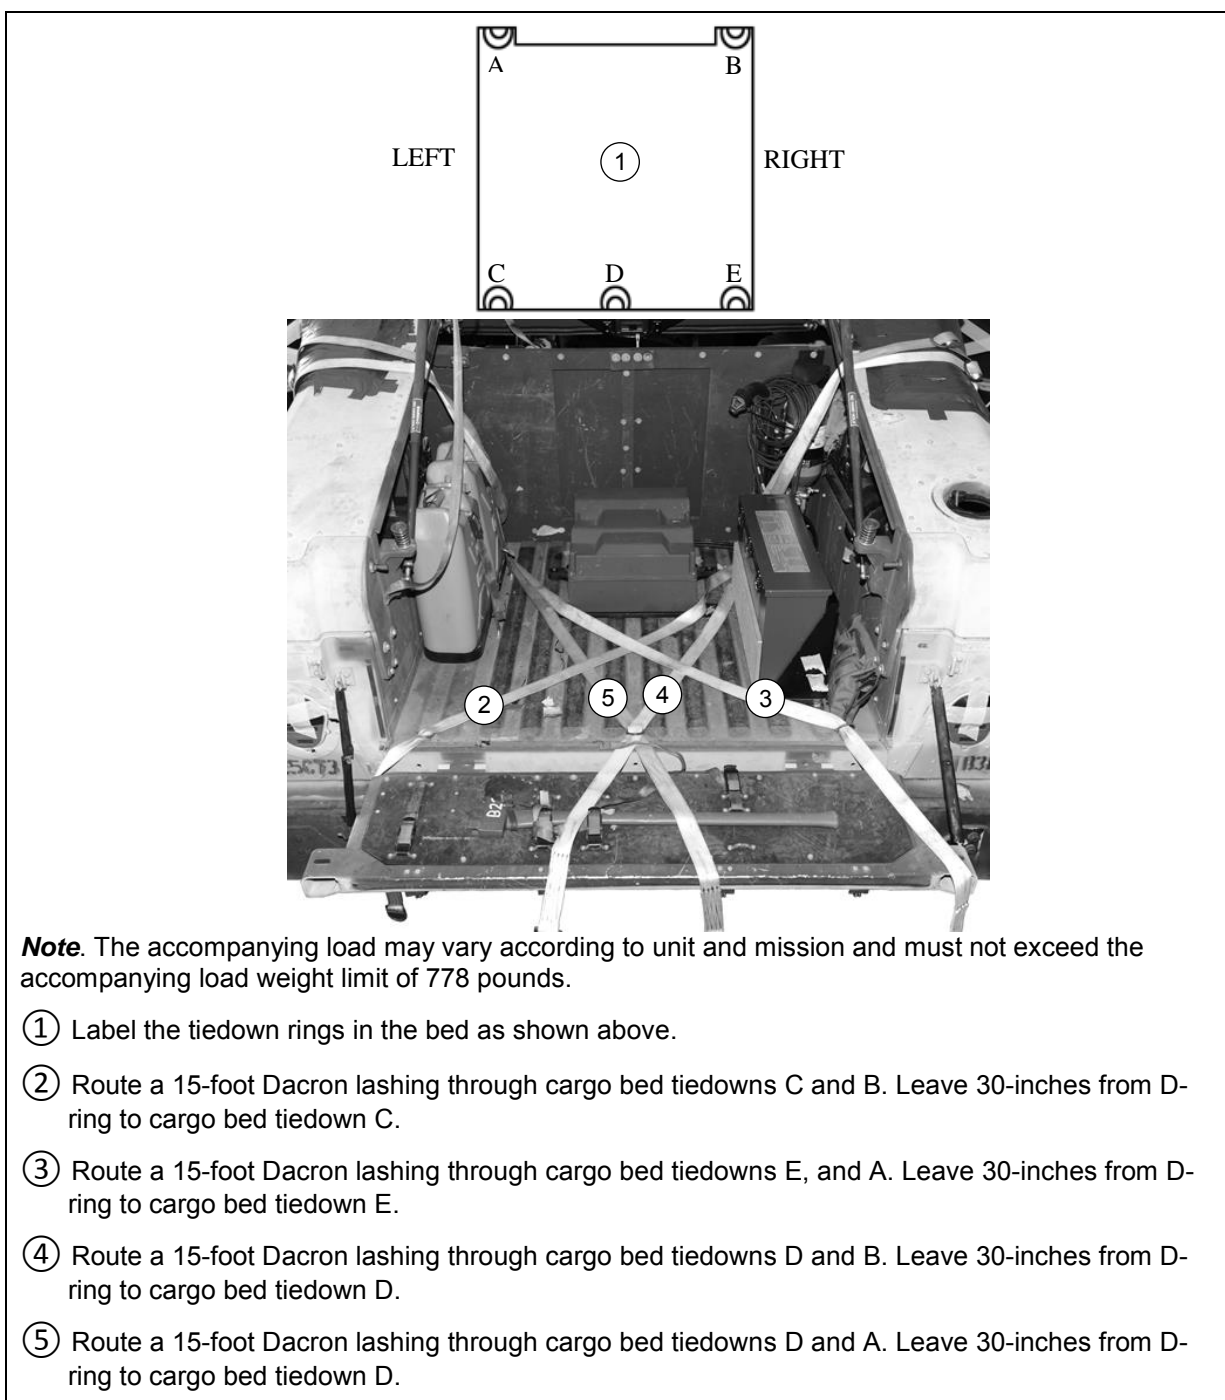 A
B
LEFT
1
RIGHT
C
D
E
2
5
4
3
B2
Note. The accompanying load may vary according to unit and mission and must not exceed the
accompanying load weight limit of 778 pounds.
① Label the tiedown rings in the bed as shown above.
② Route a 15-foot Dacron lashing through cargo bed tiedowns C and B. Leave 30-inches from D-
ring to cargo bed tiedown C.
③ Route a 15-foot Dacron lashing through cargo bed tiedowns E, and A. Leave 30-inches from D-
ring to cargo bed tiedown E.
④ Route a 15-foot Dacron lashing through cargo bed tiedowns D and B. Leave 30-inches from D-
ring to cargo bed tiedown D.
⑤ Route a 15-foot Dacron lashing through cargo bed tiedowns D and A. Leave 30-inches from D-
ring to cargo bed tiedown D.